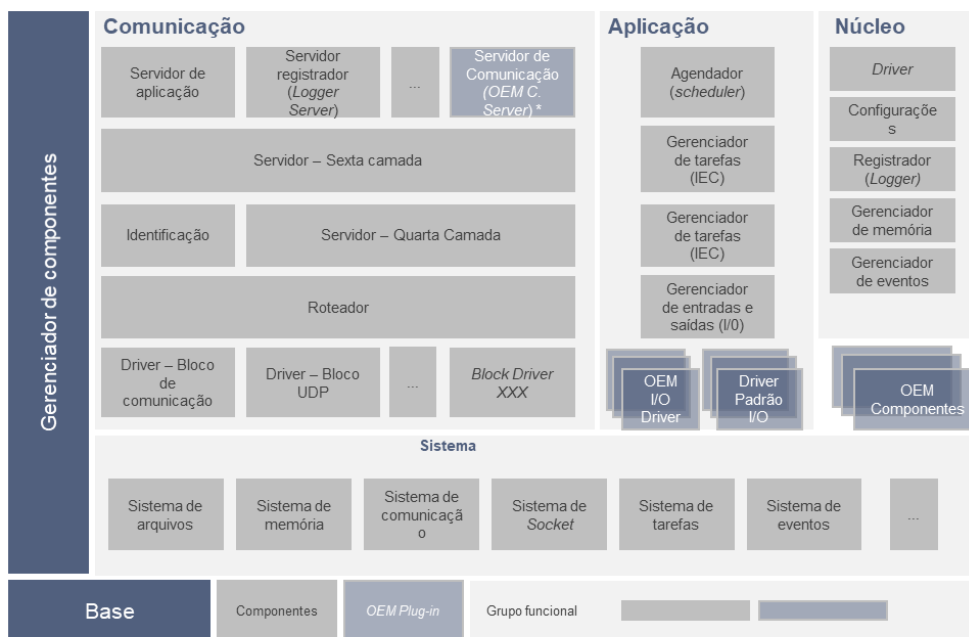 Gerenciador de componentes
Comunicação
Servidor de
aplicação
Servidor
registrador
(Logger
Server)
...
Servidor de
Comunicação
(OEM C.
Server) *
Servidor – Sexta camada
Identificação
Servidor – Quarta Camada
Roteador
Driver – Bloco
de
comunicação
Driver – Bloco
UDP
...
Block Driver
XXX
Aplicação
Agendador
(scheduler)
Gerenciador
de tarefas
(IEC)
Gerenciador
de tarefas
(IEC)
Gerenciador
de entradas e
saídas (I/0)
OEM
I/O
Driver
Driver
Padrão
I/O
Núcleo
Driver
Configuraçõe
s
Registrador
(Logger)
Gerenciador
de memória
Gerenciador
de eventos
OEM
Componentes
Sistema
Sistema de
arquivos
Sistema de
memória
Sistema de
comunicaçã
o
Sistema de
Socket
Sistema de
tarefas
Sistema de
eventos
...
Base
Componentes
OEM Plug-in
Grupo funcional